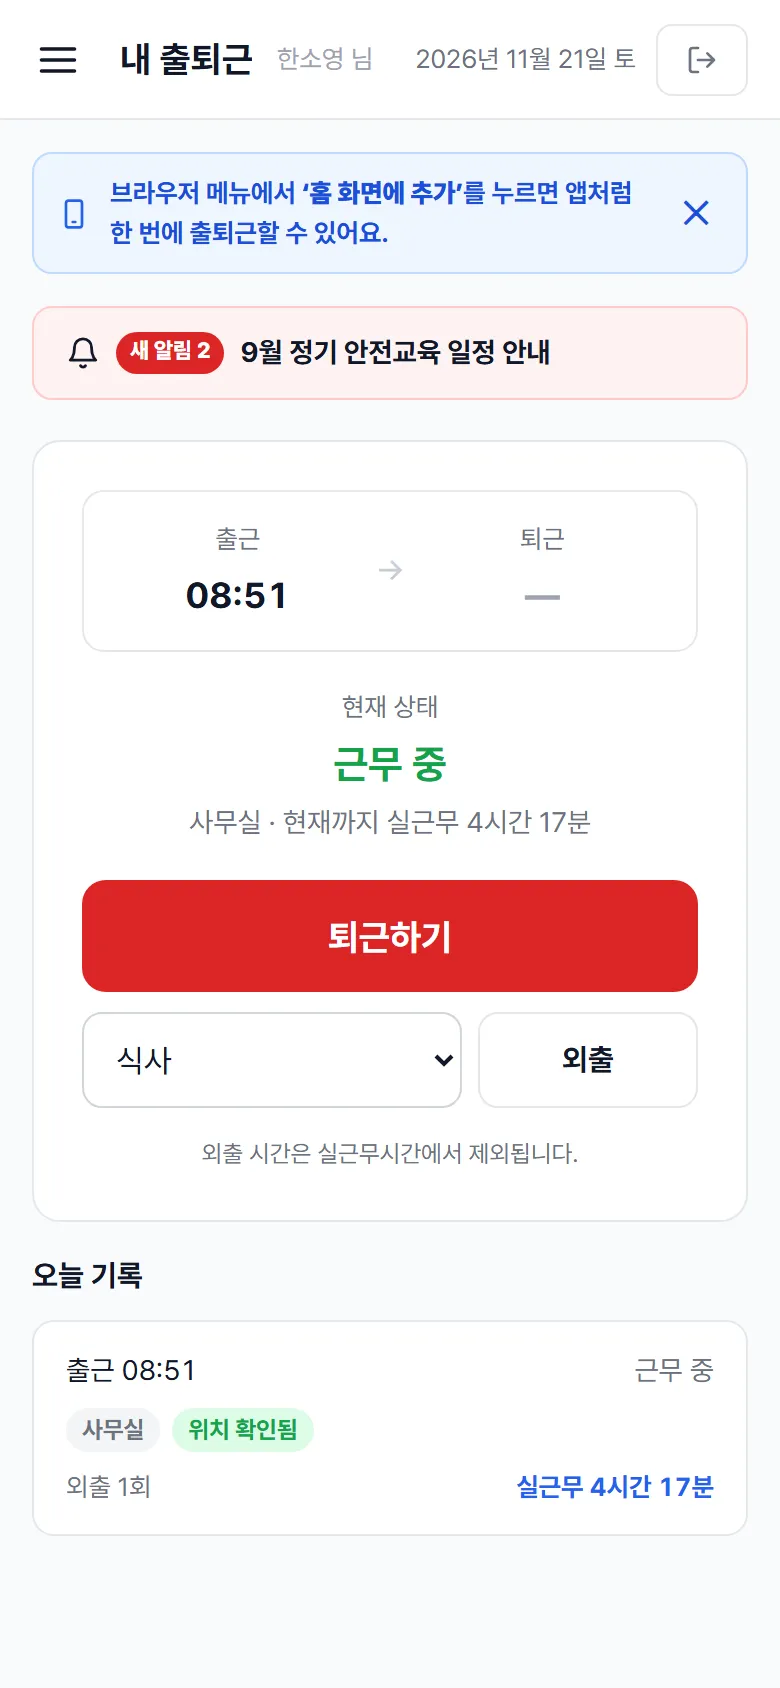 내 출퇴근 한소영 님 2026년 11월 21일 토
브라우저 메뉴에서 ‘홈 화면에 추가’를 누르면 앱처럼
한 번에 출퇴근할 수 있어요.
새 알림 2 9월 정기 안전교육 일정 안내
출근 퇴근
08:51 → —
현재 상태
근무 중
사무실 · 현재까지 실근무 4시간 17분
퇴근하기
식사 외출
외출 시간은 실근무시간에서 제외됩니다.
오늘 기록
출근 08:51 근무 중
사무실 위치 확인됨
외출 1회 실근무 4시간 17분